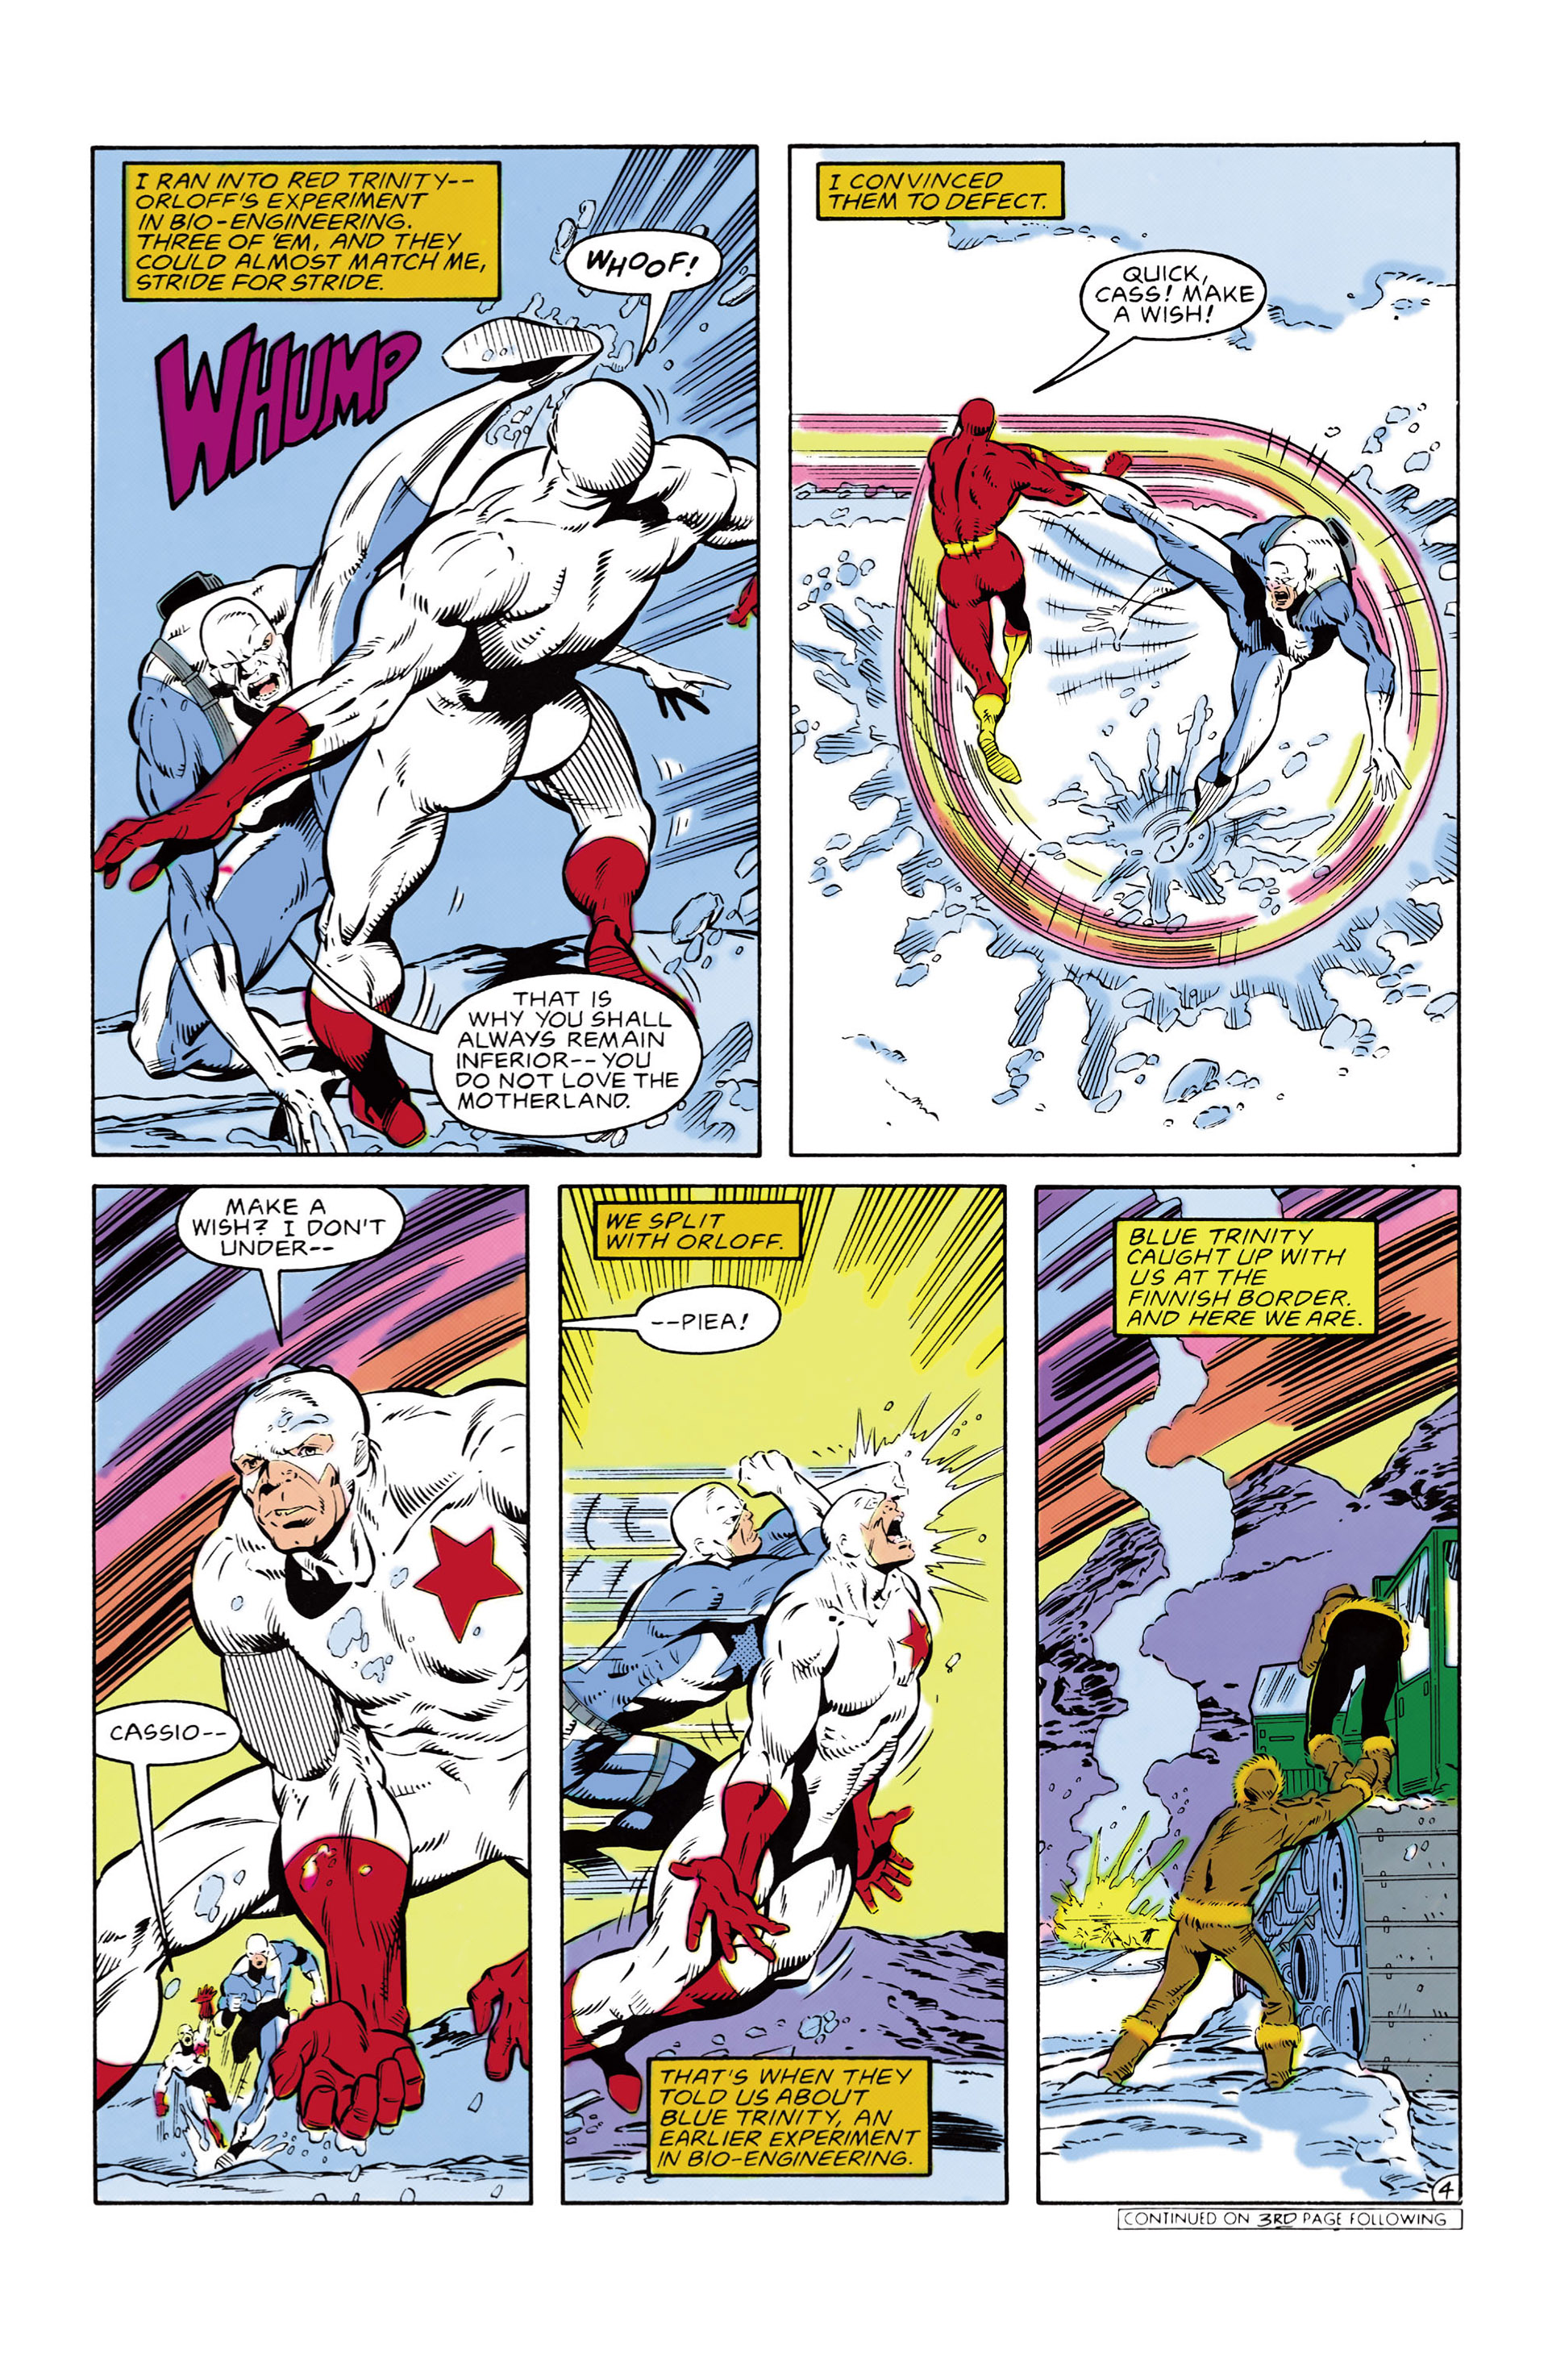 I RAN INTO RED TRINITY--
ORLOFF'S EXPERIMENT
IN BIO-ENGINEERING.
THREE OF 'EM, AND THEY
COULD ALMOST MATCH ME,
STRIDE FOR STRIDE.
WHOOF!
WHUMP
THAT IS
WHY YOU SHALL
ALWAYS REMAIN
INFERIOR--YOU
DO NOT LOVE THE
MOTHERLAND.
I CONVINCED
THEM TO DEFECT.
QUICK,
CASS! MAKE
A WISH!
MAKE A
WISH? I DON'T
UNDER--
CASSIO--
WE SPLIT
WITH ORLOFF.
--PIEA!
THAT'S WHEN THEY
TOLD US ABOUT
BLUE TRINITY, AN
EARLIER EXPERIMENT
IN BIO-ENGINEERING.
BLUE TRINITY
CAUGHT UP WITH
US AT THE
FINNISH BORDER.
AND HERE WE ARE.
4
CONTINUED ON 3RD PAGE FOLLOWING